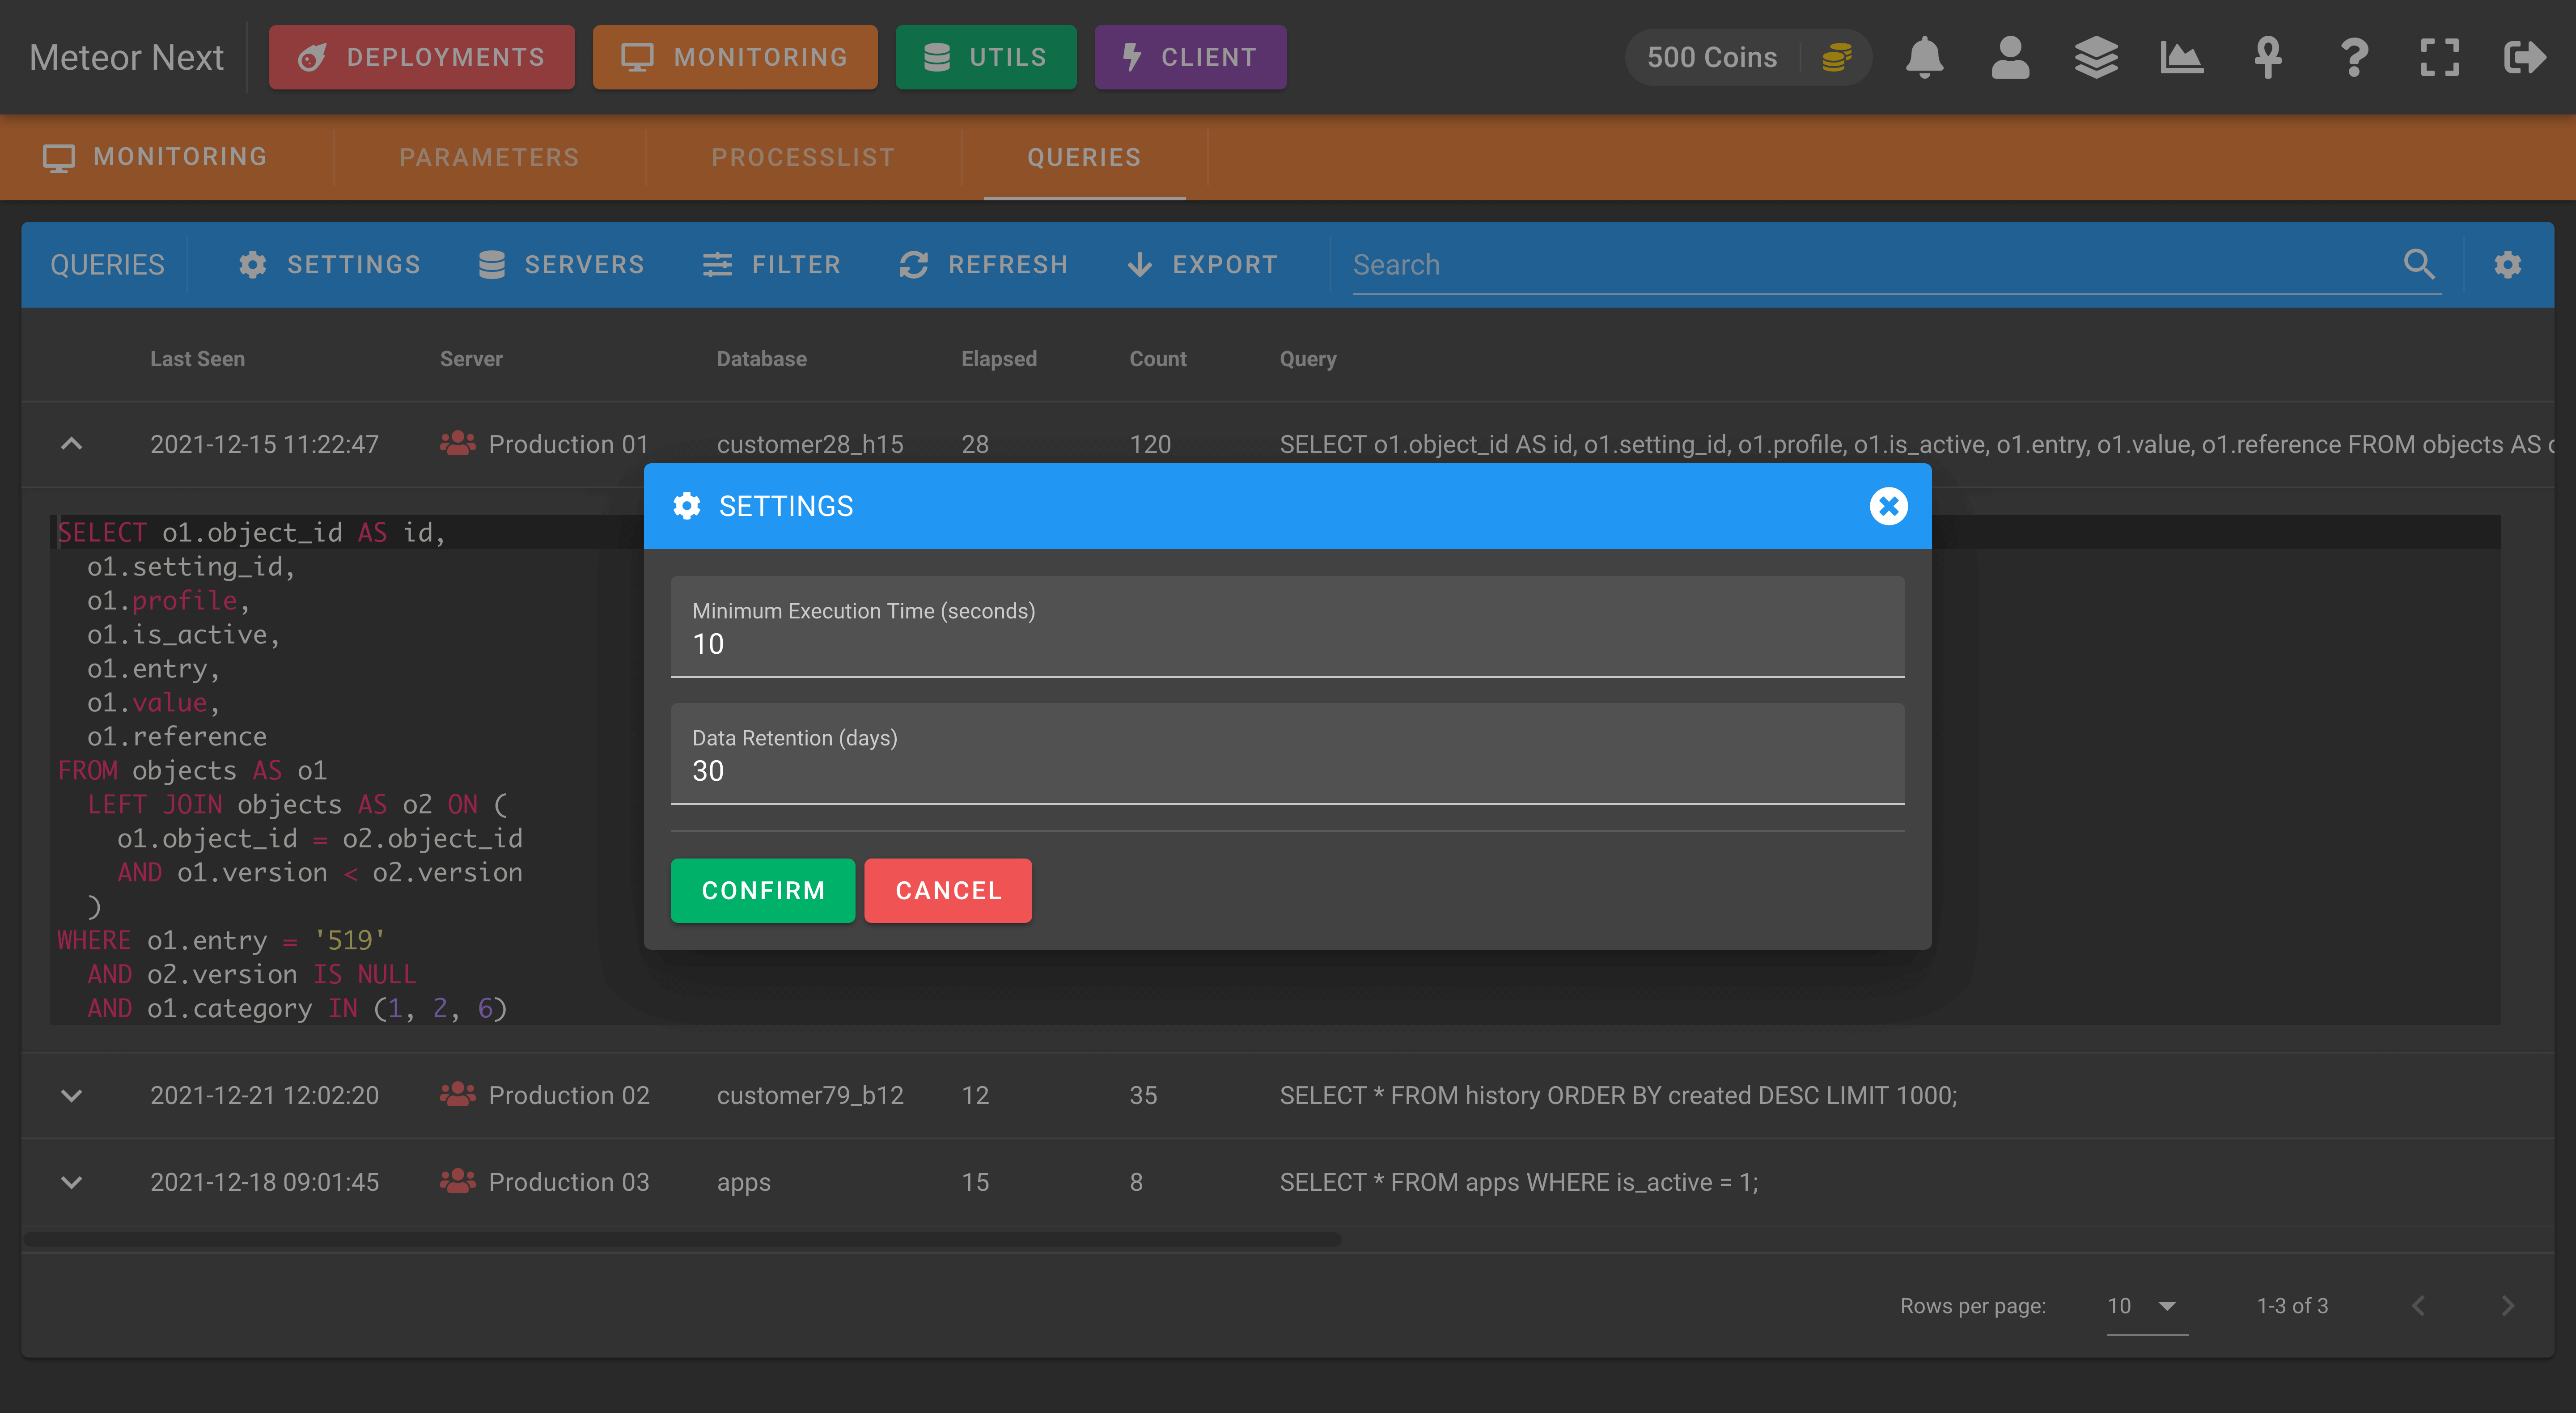 Meteor Next
DEPLOYMENTS
MONITORING
UTILS
CLIENT
500 Coins
MONITORING
PARAMETERS
PROCESSLIST
QUERIES
QUERIES
SETTINGS
SERVERS
FILTER
REFRESH
EXPORT
Search
Last Seen Server Database Elapsed Count Query
2021-12-15 11:22:47 Production 01 customer28_h15 28 120 SELECT o1.object_id AS id, o1.setting_id, o1.profile, o1.is_active, o1.entry, o1.value, o1.reference FROM objects AS
SETTINGS
Minimum Execution Time (seconds)
10
Data Retention (days)
30
CONFIRM
CANCEL
SELECT o1.object_id AS id,
o1.setting_id,
o1.profile,
o1.is_active,
o1.entry,
o1.value,
o1.reference
FROM objects AS o1
LEFT JOIN objects AS o2 ON (
o1.object_id = o2.object_id
AND o1.version < o2.version
)
WHERE o1.entry = '519'
AND o2.version IS NULL
AND o1.category IN (1, 2, 6)
2021-12-21 12:02:20 Production 02 customer79_b12 12 35 SELECT * FROM history ORDER BY created DESC LIMIT 1000;
2021-12-18 09:01:45 Production 03 apps 15 8 SELECT * FROM apps WHERE is_active = 1;
Rows per page: 10 1-3 of 3